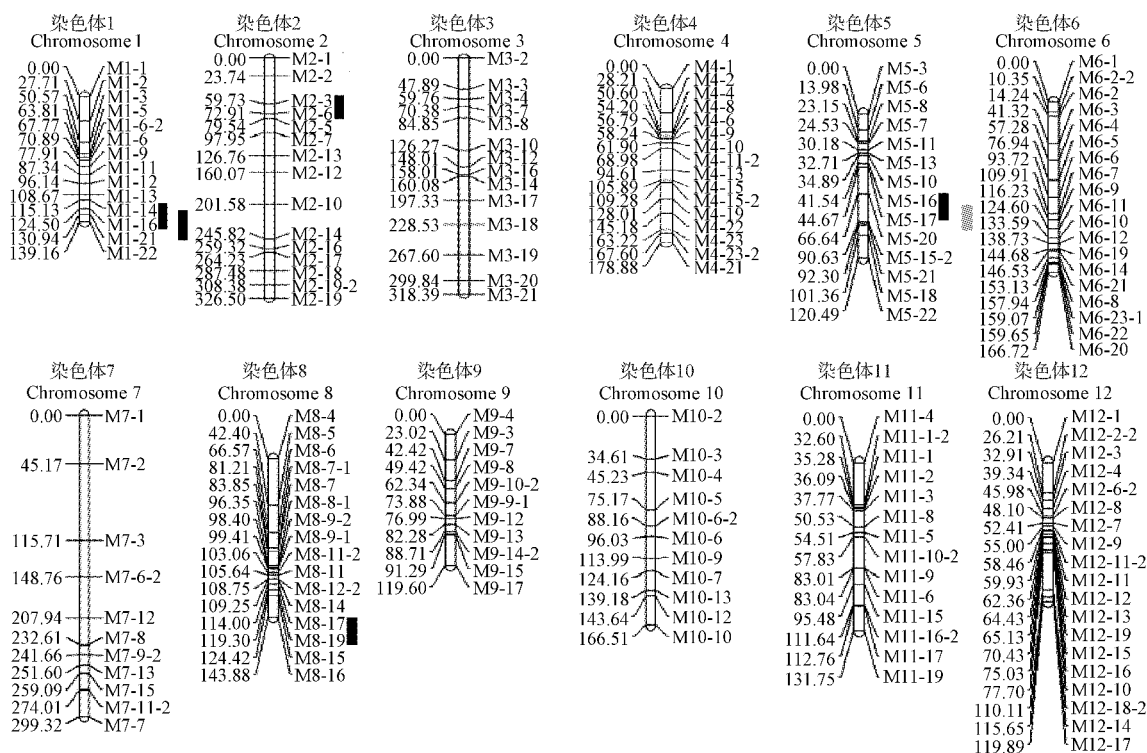 染色体1
Chromosome 1
0.00 M1-1
27.71 M1-2
50.57 M1-3
63.81 M1-5
67.77 M1-6-2
70.89 M1-6
77.91 M1-9
87.34 M1-11
96.14 M1-12
108.67 M1-13
115.13 M1-14
124.50 M1-16
130.94 M1-21
139.16 M1-22
染色体2
Chromosome 2
0.00 M2-1
23.74 M2-2
59.73 M2-3
72.91 M2-6
79.54 M2-5
97.95 M2-7
126.76 M2-13
160.07 M2-12
201.58 M2-10
245.82 M2-14
259.32 M2-16
264.23 M2-17
287.48 M2-18
308.38 M2-19-2
326.50 M2-19
染色体3
Chromosome 3
0.00 M3-2
47.89 M3-3
59.76 M3-4
70.38 M3-7
84.85 M3-8
126.27 M3-10
148.01 M3-12
158.01 M3-16
160.08 M3-14
197.33 M3-17
228.53 M3-18
267.60 M3-19
299.84 M3-20
318.39 M3-21
染色体4
Chromosome 4
0.00 M4-1
28.21 M4-2
50.60 M4-4
54.20 M4-8
56.79 M4-6
58.24 M4-9
61.90 M4-10
68.98 M4-11-2
94.61 M4-13
105.89 M4-15
109.28 M4-15-2
128.01 M4-19
145.18 M4-22
163.22 M4-23
167.60 M4-23-2
178.88 M4-21
染色体5
Chromosome 5
0.00 M5-3
13.98 M5-6
23.15 M5-8
24.53 M5-7
30.18 M5-11
32.71 M5-13
34.89 M5-10
41.54 M5-16
44.67 M5-17
66.64 M5-20
90.63 M5-15-2
92.30 M5-21
101.36 M5-18
120.49 M5-22
染色体6
Chromosome 6
0.00 M6-1
10.35 M6-2-2
14.24 M6-2
41.32 M6-3
57.28 M6-4
76.94 M6-5
93.72 M6-6
109.91 M6-7
116.23 M6-9
124.60 M6-11
133.59 M6-10
138.73 M6-12
144.68 M6-19
146.53 M6-14
153.13 M6-21
157.94 M6-8
159.07 M6-23-1
159.65 M6-22
166.72 M6-20
染色体7
Chromosome 7
0.00 M7-1
45.17 M7-2
115.71 M7-3
148.76 M7-6-2
207.94 M7-12
232.61 M7-8
241.66 M7-9-2
251.60 M7-13
259.09 M7-15
274.01 M7-11-2
299.32 M7-7
染色体8
Chromosome 8
0.00 M8-4
42.40 M8-5
66.57 M8-6
81.21 M8-7-1
83.85 M8-7
96.35 M8-8-1
98.40 M8-9-2
99.41 M8-9-1
103.06 M8-11-2
105.64 M8-11
108.75 M8-12-2
109.25 M8-14
114.00 M8-17
119.30 M8-19
124.42 M8-15
143.88 M8-16
染色体9
Chromosome 9
0.00 M9-4
23.02 M9-3
42.42 M9-7
49.42 M9-8
62.34 M9-10-2
73.88 M9-9-1
76.99 M9-12
82.28 M9-13
88.71 M9-14-2
91.29 M9-15
119.60 M9-17
染色体10
Chromosome 10
0.00 M10-2
34.61 M10-3
45.23 M10-4
75.17 M10-5
88.16 M10-6-2
96.03 M10-6
113.99 M10-9
124.16 M10-7
139.18 M10-13
143.64 M10-12
166.51 M10-10
染色体11
Chromosome 11
0.00 M11-4
32.60 M11-1-2
35.28 M11-1
36.09 M11-2
37.77 M11-3
50.53 M11-8
54.51 M11-5
57.83 M11-10-2
83.01 M11-9
83.04 M11-6
95.48 M11-15
111.64 M11-16-2
112.76 M11-17
131.75 M11-19
染色体12
Chromosome 12
0.00 M12-1
26.21 M12-2-2
32.91 M12-3
39.34 M12-4
45.98 M12-6-2
48.10 M12-8
52.41 M12-7
55.00 M12-9
58.46 M12-11-2
59.93 M12-11
62.36 M12-12
64.43 M12-13
65.13 M12-19
70.43 M12-15
75.03 M12-16
77.70 M12-10
110.11 M12-18-2
115.65 M12-14
119.89 M12-17